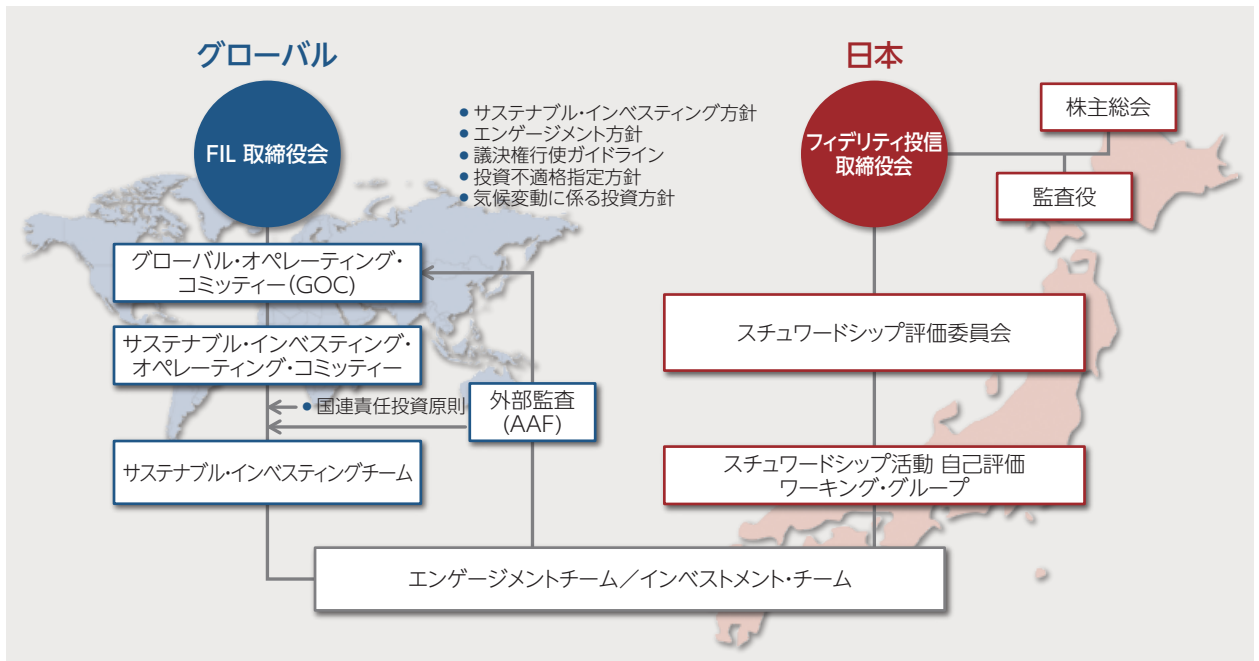 グローバル
FIL 取締役会
グローバル・オペレーティング・
コミッティー(GOC)
サステナブル・インベスティング・
オペレーティング・コミッティー
● 国連責任投資原則
外部監査
(AAF)
サステナブル・インベスティングチーム
● サステナブル・インベスティング方針
● エンゲージメント方針
● 議決権行使ガイドライン
● 投資不適格指定方針
● 気候変動に係る投資方針
日本
フィデリティ投信
取締役会
株主総会
監査役
スチュワードシップ評価委員会
スチュワードシップ活動 自己評価
ワーキング・グループ
エンゲージメントチーム／インベストメント・チーム